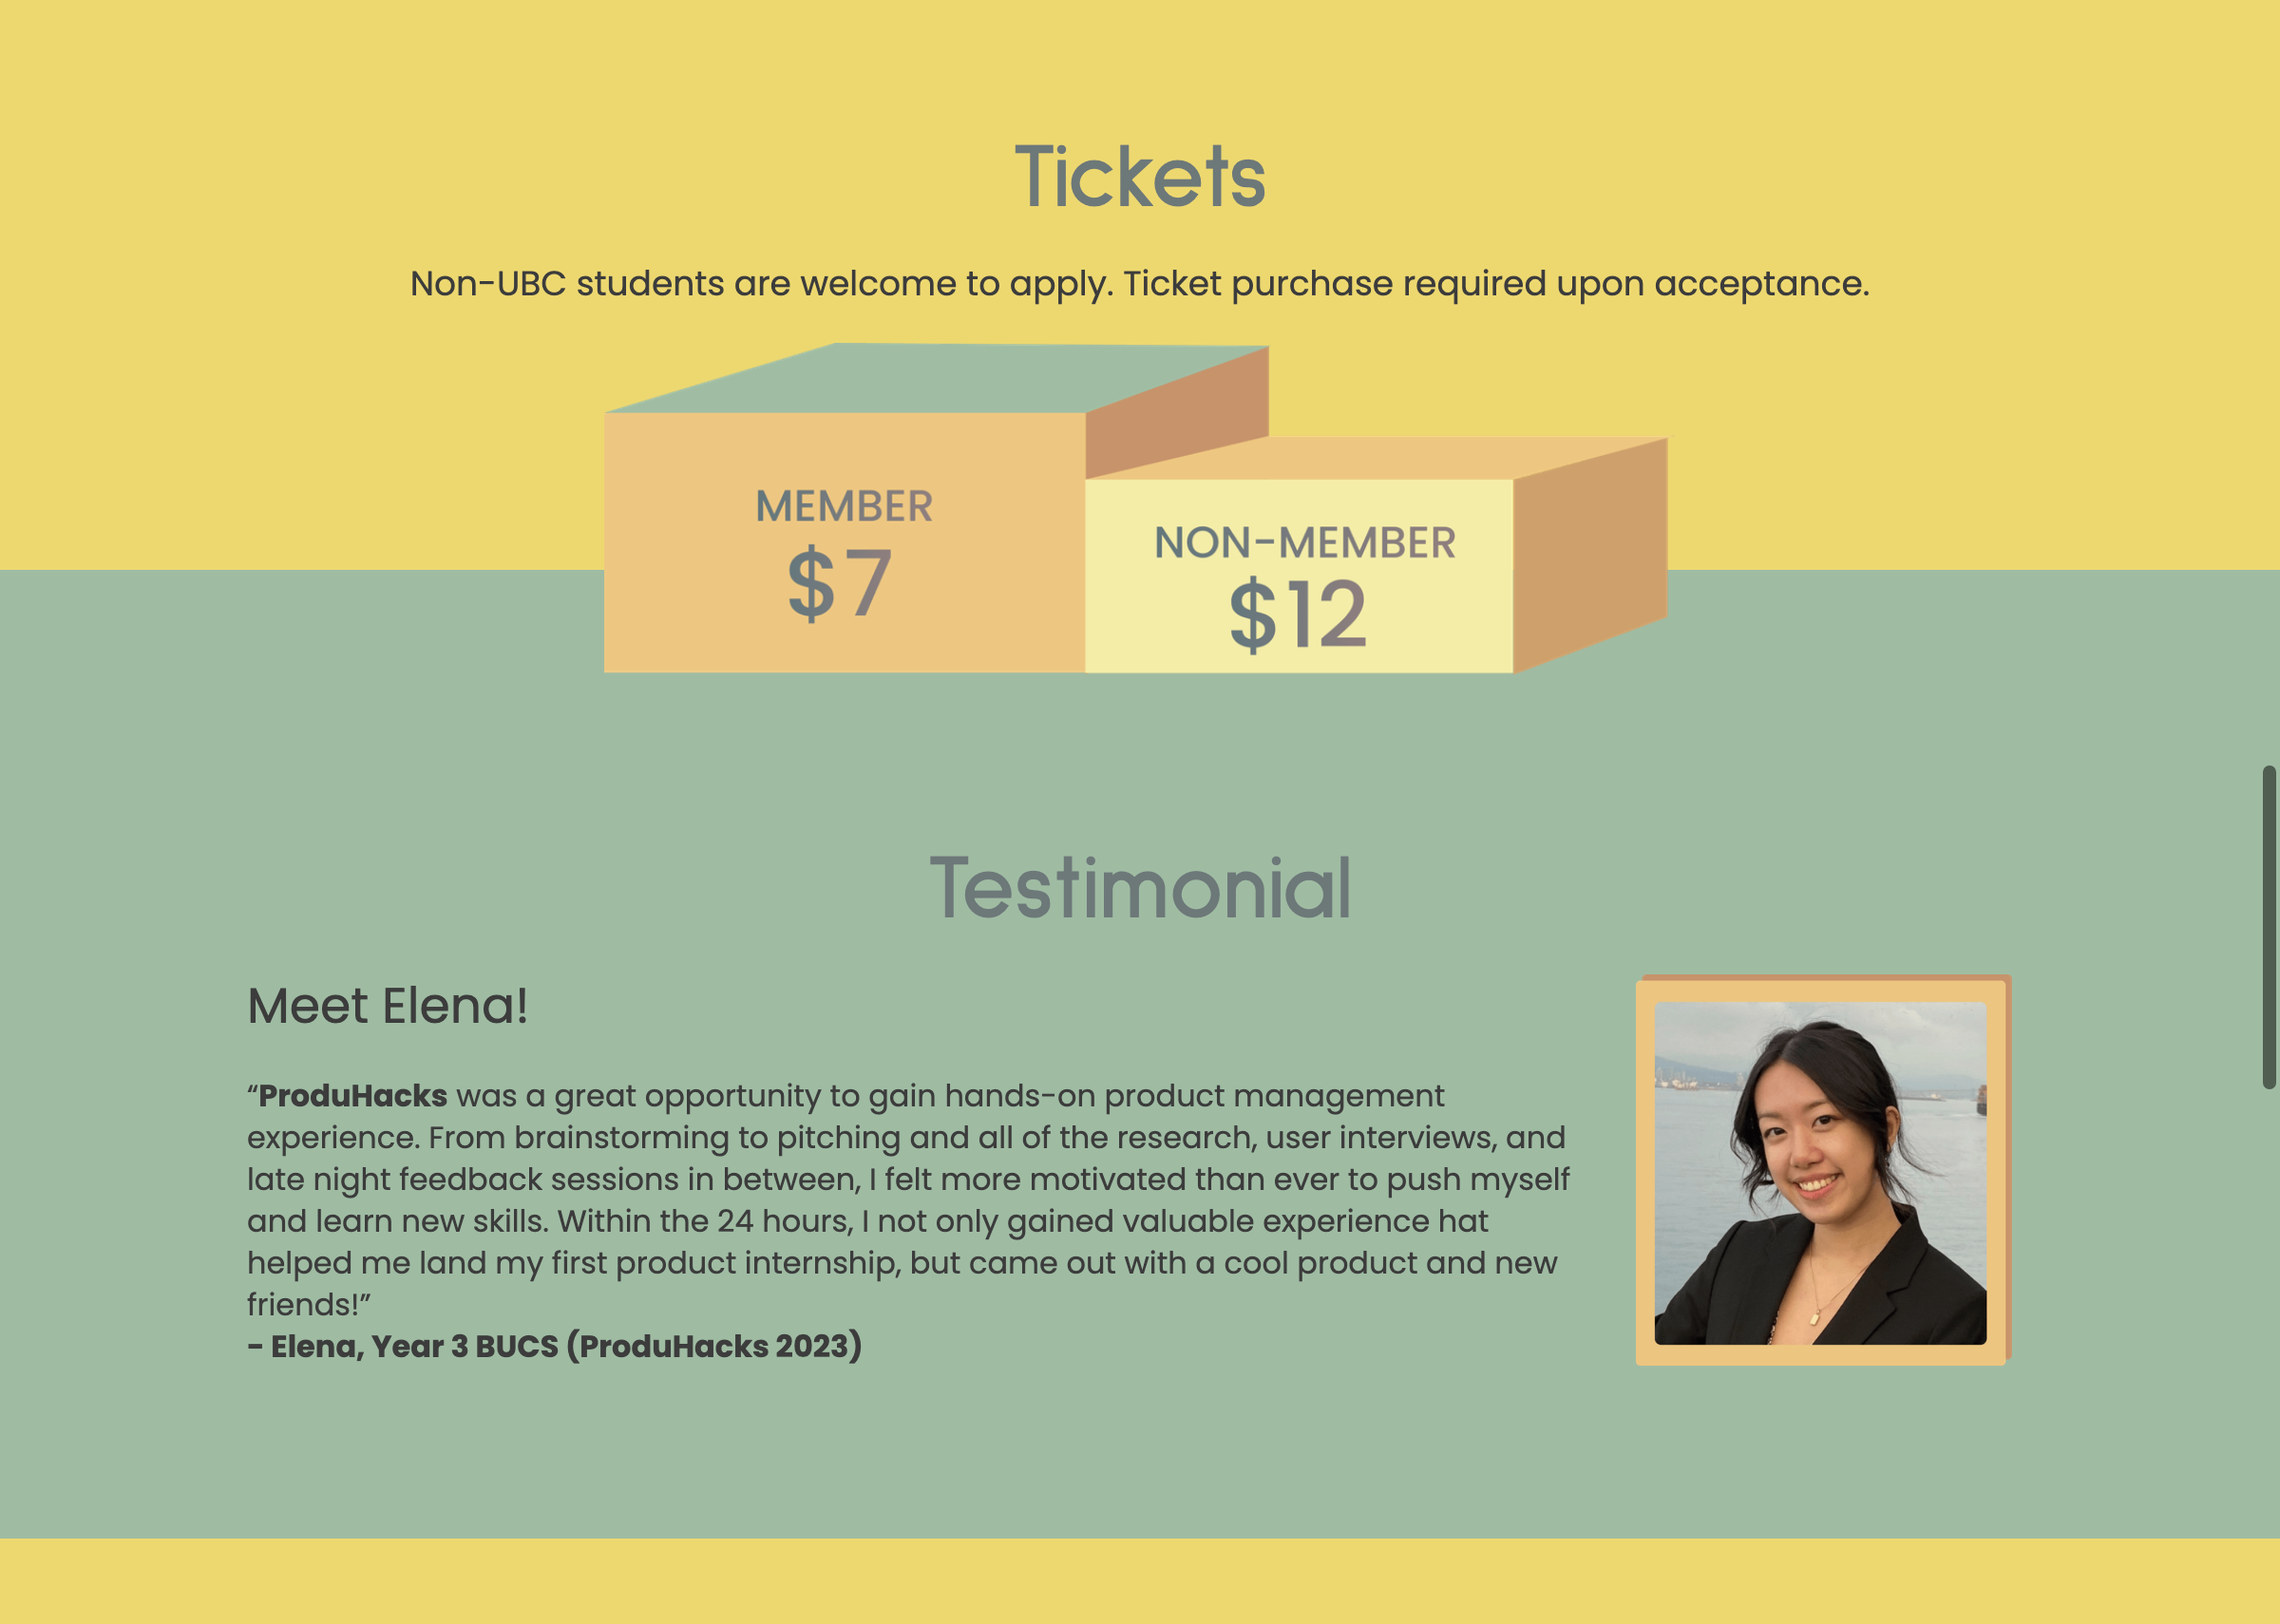 Tickets
Non-UBC students are welcome to apply. Ticket purchase required upon acceptance.
MEMBER
$7
NON-MEMBER
$12
Testimonial
Meet Elena!
“ProduHacks was a great opportunity to gain hands-on product management
experience. From brainstorming to pitching and all of the research, user interviews, and
late night feedback sessions in between, I felt more motivated than ever to push myself
and learn new skills. Within the 24 hours, I not only gained valuable experience hat
helped me land my first product internship, but came out with a cool product and new
friends!”
- Elena, Year 3 BUCS (ProduHacks 2023)